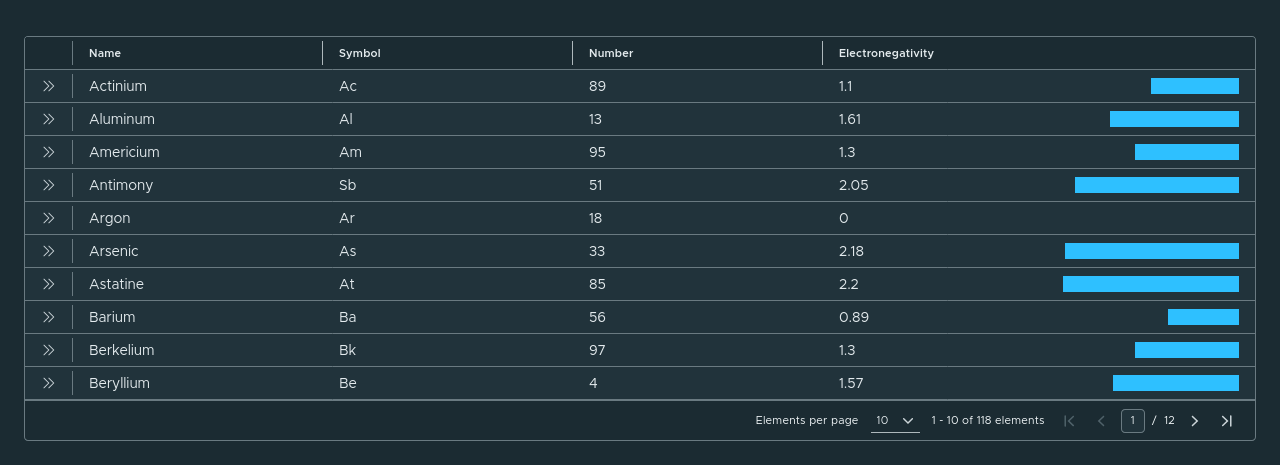 Name Symbol Number Electronegativity
Actinium Ac 89 1.1
Aluminum Al 13 1.61
Americium Am 95 1.3
Antimony Sb 51 2.05
Argon Ar 18 0
Arsenic As 33 2.18
Astatine At 85 2.2
Barium Ba 56 0.89
Berkelium Bk 97 1.3
Beryllium Be 4 1.57
Elements per page 10 1 - 10 of 118 elements 1 / 12